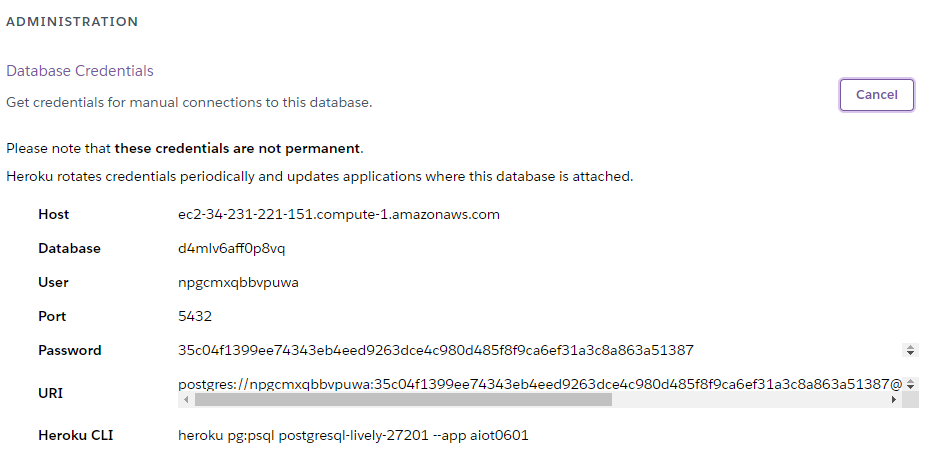 ADMINISTRATION
Database Credentials
Get credentials for manual connections to this database.
Cancel
Please note that these credentials are not permanent.
Heroku rotates credentials periodically and updates applications where this database is attached.
Host ec2-34-231-221-151.compute-1.amazonaws.com
Database d4mlv6aff0p8vq
User npgcmxqbbvpuwa
Port 5432
Password 35c04f1399ee74343eb4eed9263dce4c980d485f8f9ca6ef31a3c8a863a51387
URI postgres://npgcmxqbbvpuwa:35c04f1399ee74343eb4eed9263dce4c980d485f8f9ca6ef31a3c8a863a51387@
Heroku CLI heroku pg:psql postgresql-lively-27201 --app aiot0601